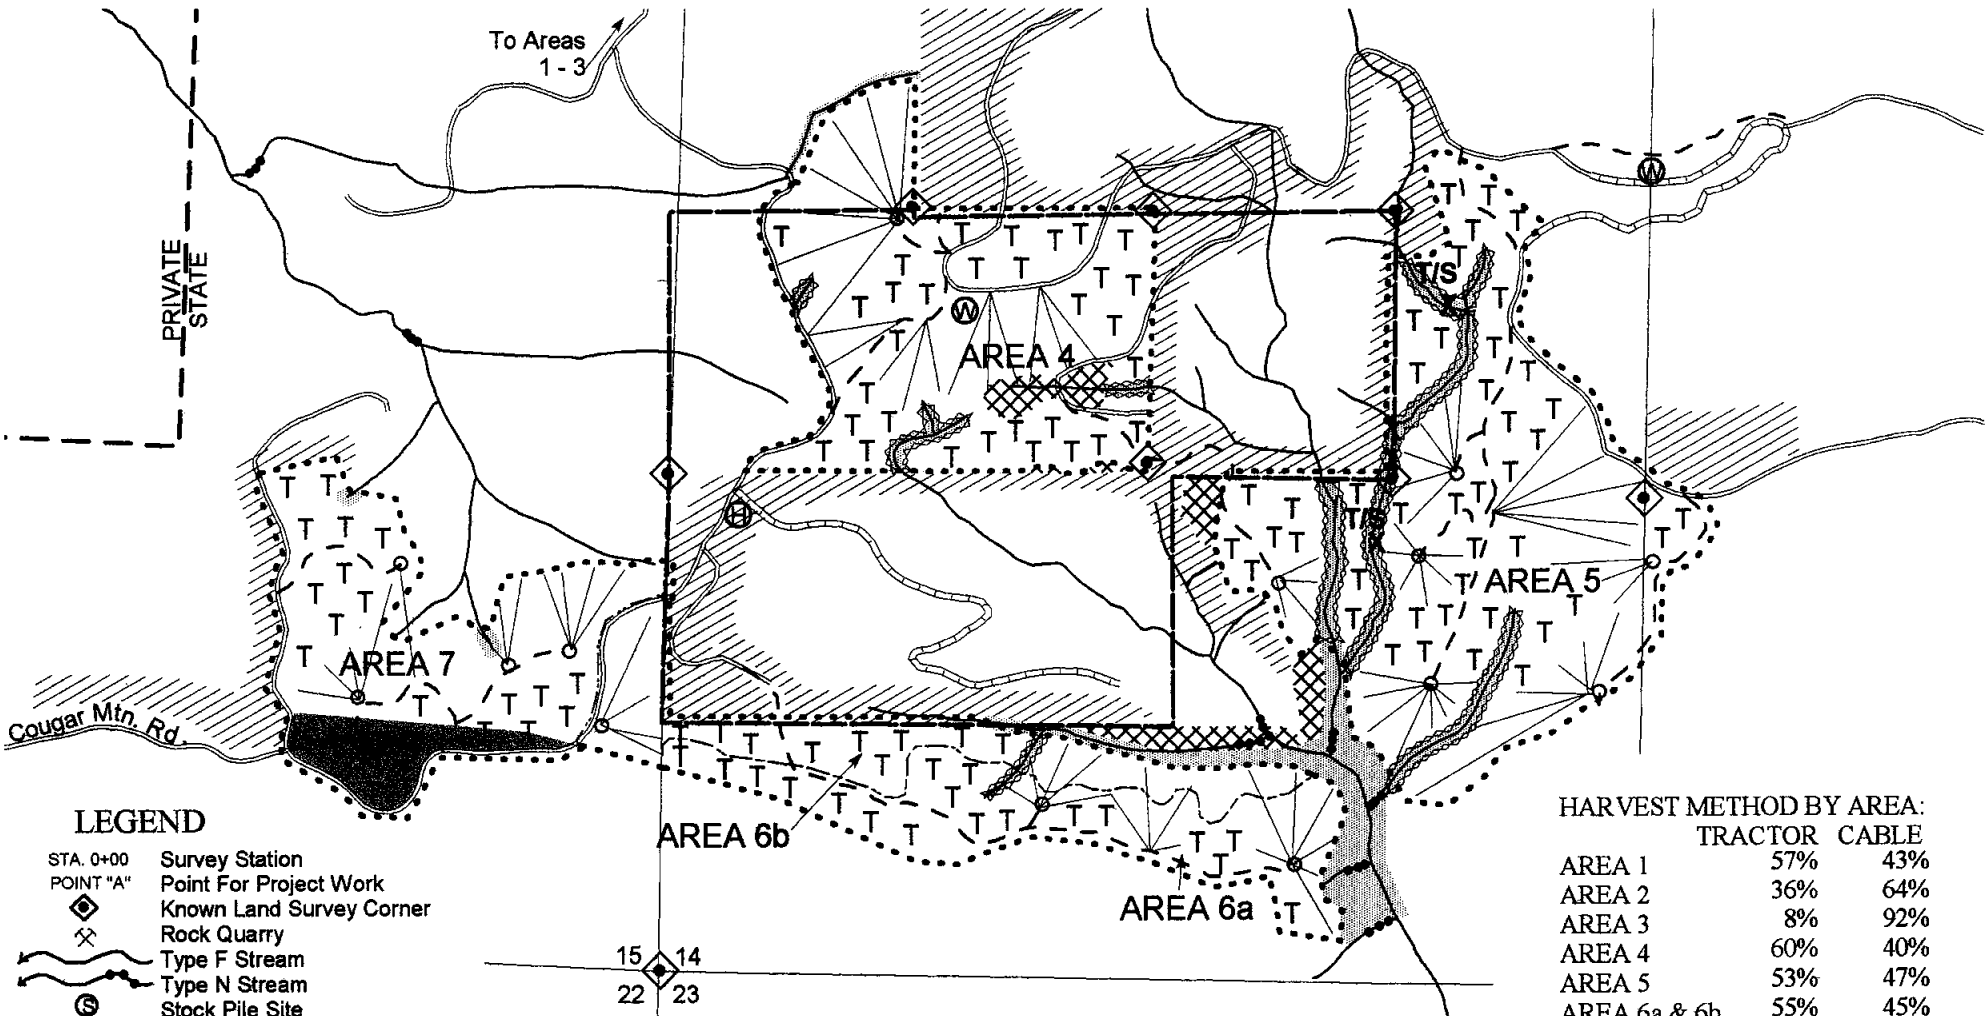 To Areas
1 - 3
PRIVATE
STATE
W
T/S
W
AREA 4
H
T/S
AREA 5
AREA 7
Cougar Mtn. Rd.
AREA 6b
AREA 6a
15 14
22 23
LEGEND
STA. 0+00 Survey Station
POINT "A" Point For Project Work
Known Land Survey Corner
Rock Quarry
Type F Stream
Type N Stream
S Stock Pile Site
HARVEST METHOD BY AREA:
TRACTOR CABLE
AREA 1 57% 43%
AREA 2 36% 64%
AREA 3 8% 92%
AREA 4 60% 40%
AREA 5 53% 47%
AREA 6a & 6b 55% 45%